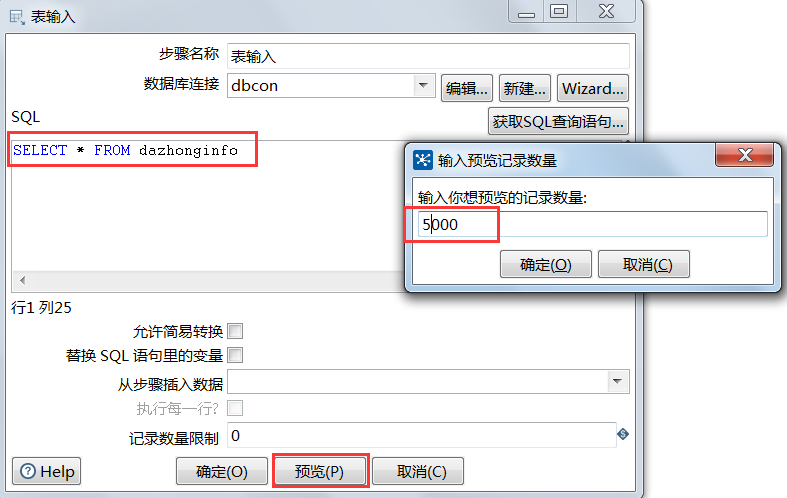 表输入
步骤名称 表输入
数据库连接 dbcon 编辑... 新建... Wizard...
SQL 获取SQL查询语句...
SELECT * FROM dazhonginfo
输入预览记录数量
输入你想预览的记录数量:
5000
确定(O) 取消(C)
行1 列25
允许简易转换
替换 SQL 语句里的变量
从步骤插入数据
执行每一行?
记录数量限制 0
Help 确定(O) 预览(P) 取消(C)